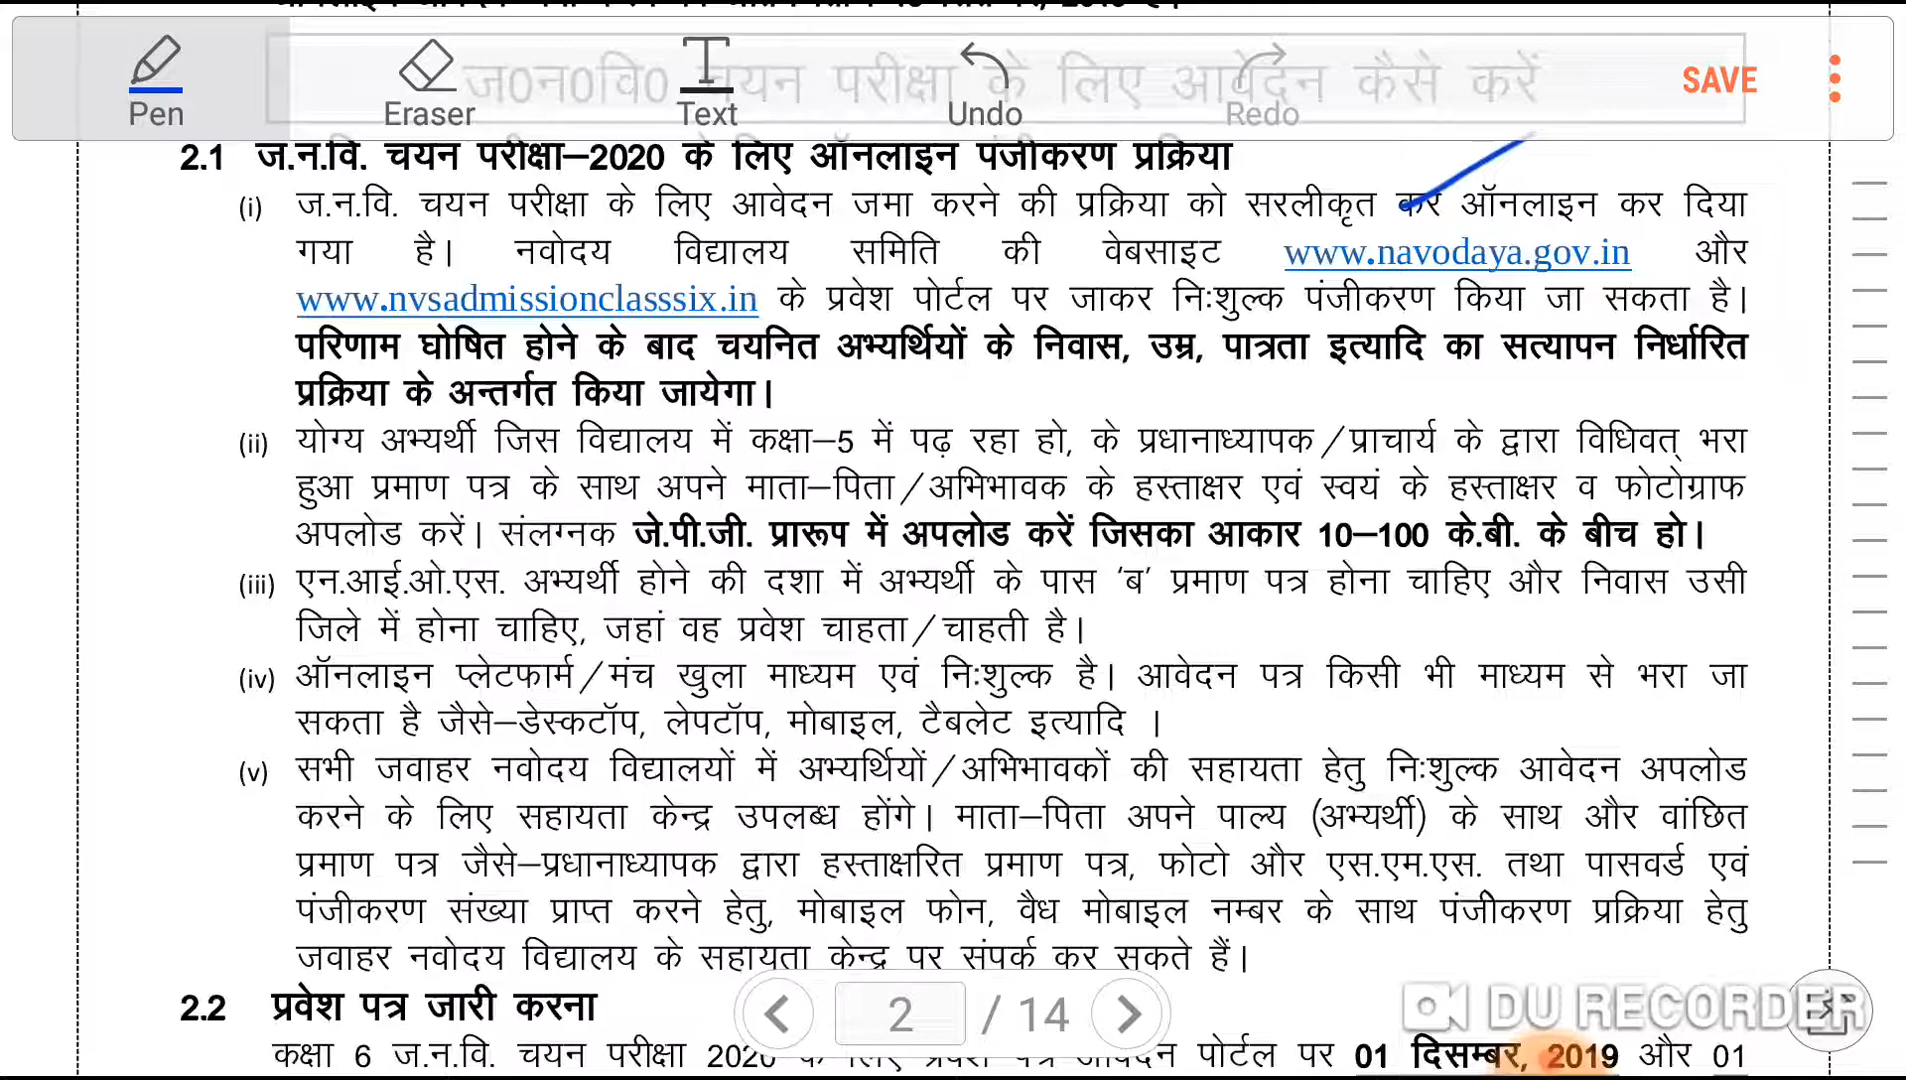 ज0न0वि0 चयन परीक्षा के लिए आवेदन कैसे करें
Pen Eraser Text Undo Redo SAVE
2.1 ज.न.वि. चयन परीक्षा–2020 के लिए ऑनलाइन पंजीकरण प्रक्रिया
(i) ज.न.वि. चयन परीक्षा के लिए आवेदन जमा करने की प्रक्रिया को सरलीकृत कर ऑनलाइन कर दिया
गया है। नवोदय विद्यालय समिति की वेबसाइट www.navodaya.gov.in और
www.nvsadmissionclasssix.in के प्रवेश पोर्टल पर जाकर निःशुल्क पंजीकरण किया जा सकता है।
परिणाम घोषित होने के बाद चयनित अभ्यर्थियों के निवास, उम्र, पात्रता इत्यादि का सत्यापन निर्धारित
प्रक्रिया के अन्तर्गत किया जायेगा।
(ii) योग्य अभ्यर्थी जिस विद्यालय में कक्षा–5 में पढ़ रहा हो, के प्रधानाध्यापक/प्राचार्य के द्वारा विधिवत् भरा
हुआ प्रमाण पत्र के साथ अपने माता–पिता/अभिभावक के हस्ताक्षर एवं स्वयं के हस्ताक्षर व फोटोग्राफ
अपलोड करें। संलग्नक जे.पी.जी. प्रारूप में अपलोड करें जिसका आकार 10–100 के.बी. के बीच हो।
(iii) एन.आई.ओ.एस. अभ्यर्थी होने की दशा में अभ्यर्थी के पास ‘ब’ प्रमाण पत्र होना चाहिए और निवास उसी
जिले में होना चाहिए, जहां वह प्रवेश चाहता/चाहती है।
(iv) ऑनलाइन प्लेटफार्म/मंच खुला माध्यम एवं निःशुल्क है। आवेदन पत्र किसी भी माध्यम से भरा जा
सकता है जैसे–डेस्कटॉप, लेपटॉप, मोबाइल, टैबलेट इत्यादि ।
(v) सभी जवाहर नवोदय विद्यालयों में अभ्यर्थियों/अभिभावकों की सहायता हेतु निःशुल्क आवेदन अपलोड
करने के लिए सहायता केन्द्र उपलब्ध होंगे। माता–पिता अपने पाल्य (अभ्यर्थी) के साथ और वांछित
प्रमाण पत्र जैसे–प्रधानाध्यापक द्वारा हस्ताक्षरित प्रमाण पत्र, फोटो और एस.एम.एस. तथा पासवर्ड एवं
पंजीकरण संख्या प्राप्त करने हेतु, मोबाइल फोन, वैध मोबाइल नम्बर के साथ पंजीकरण प्रक्रिया हेतु
जवाहर नवोदय विद्यालय के सहायता केन्द्र पर संपर्क कर सकते हैं।
2.2 प्रवेश पत्र जारी करना
2 / 14
DU RECORDER
कक्षा 6 ज.न.वि. चयन परीक्षा 2020 पोर्टल पर 01 दिसम्बर, 2019 और 01